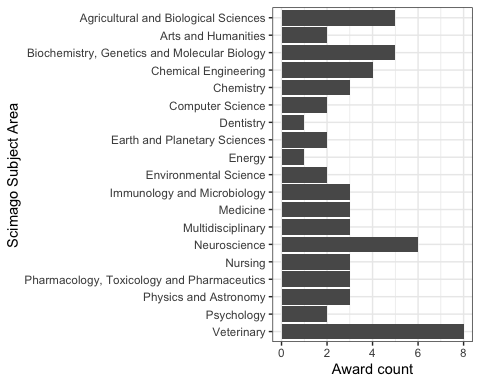 Scimago Subject Area
Agricultural and Biological Sciences
Arts and Humanities
Biochemistry, Genetics and Molecular Biology
Chemical Engineering
Chemistry
Computer Science
Dentistry
Earth and Planetary Sciences
Energy
Environmental Science
Immunology and Microbiology
Medicine
Multidisciplinary
Neuroscience
Nursing
Pharmacology, Toxicology and Pharmaceutics
Physics and Astronomy
Psychology
Veterinary
0 2 4 6 8
Award count